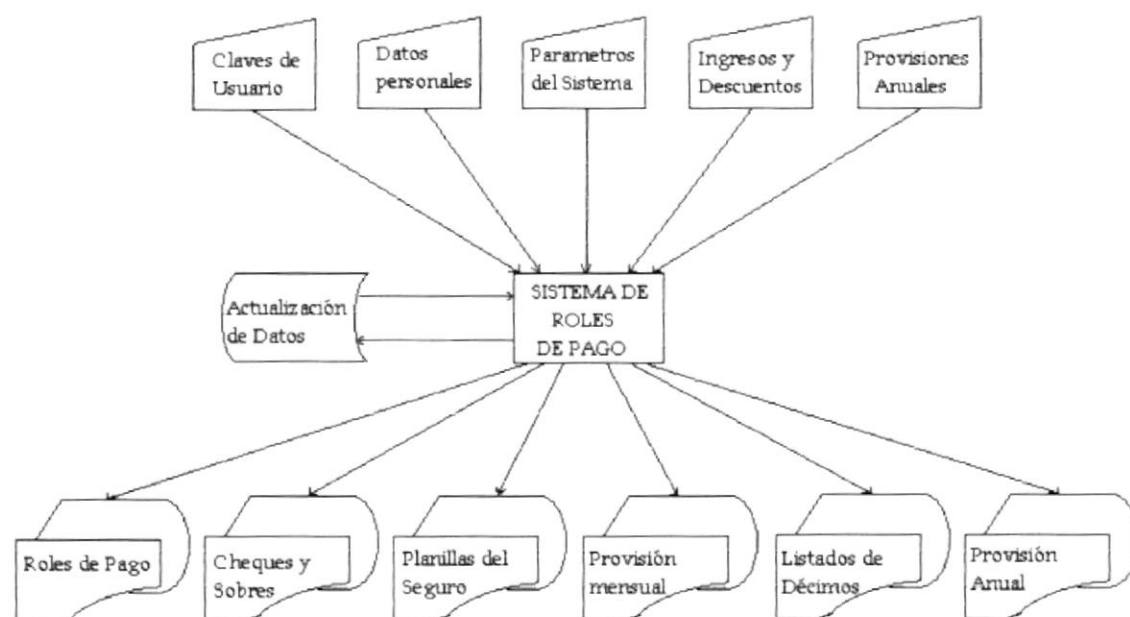 Claves de
Usuario
Datos
personales
Parametros
del Sistema
Ingresos y
Descuentos
Provisiones
Anuales
Actualización
de Datos
SISTEMA DE
ROLES
DE PAGO
Roles de Pago
Cheques y
Sobres
Planillas del
Seguro
Provisión
mensual
Listados de
Décimos
Provisión
Anual